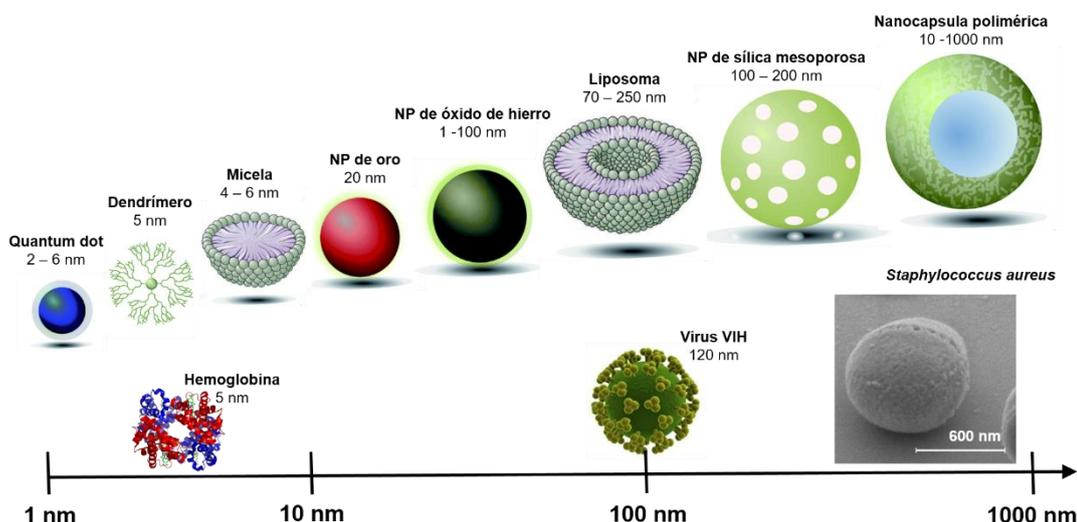 Nanocapsula polimérica
10 -1000 nm
NP de sílica mesoporosa
100 – 200 nm
Liposoma
70 – 250 nm
NP de óxido de hierro
1 -100 nm
NP de oro
20 nm
Micela
4 – 6 nm
Dendrímero
5 nm
Quantum dot
2 – 6 nm
Staphylococcus aureus
600 nm
Virus VIH
120 nm
Hemoglobina
5 nm
1 nm
10 nm
100 nm
1000 nm